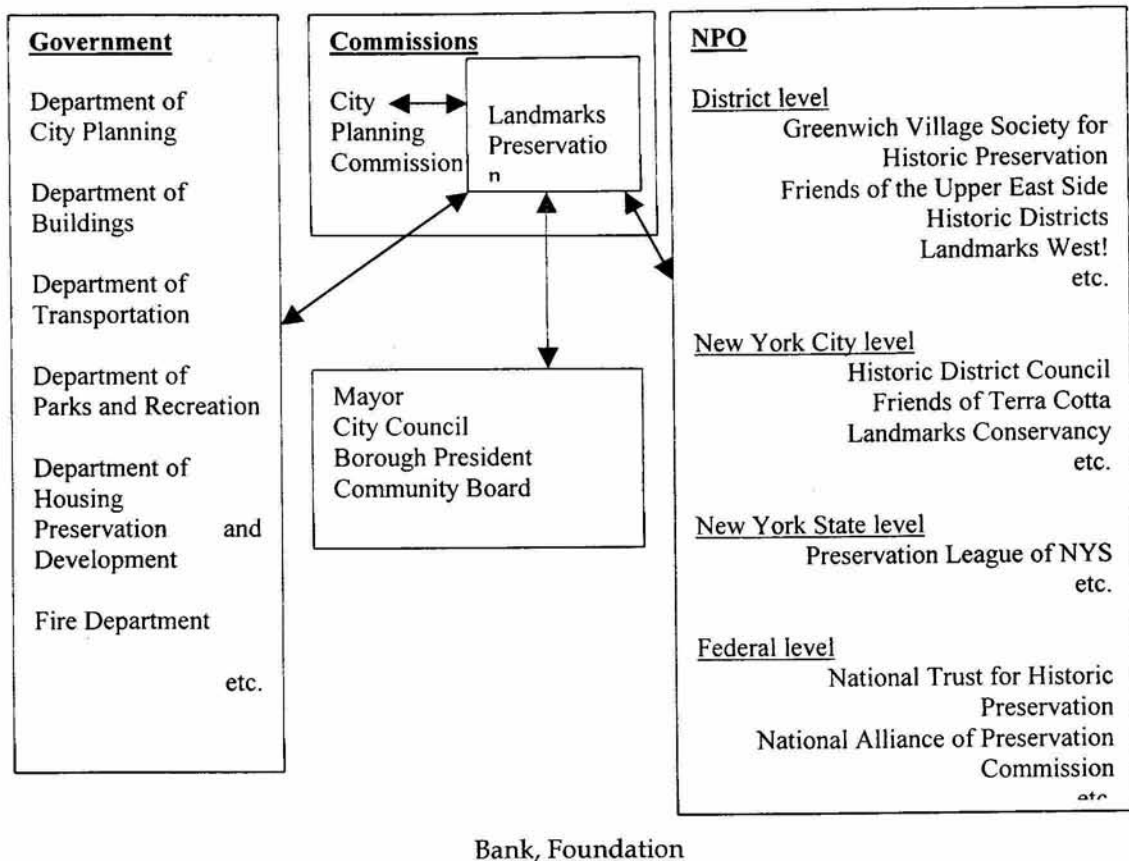 Government
Department of
City Planning
Department of
Buildings
Department of
Transportation
Department of
Parks and Recreation
Department of
Housing
Preservation and
Development
Fire Department
etc.
Commissions
City
Planning
Commission
Landmarks
Preservatio
n
Mayor
City Council
Borough President
Community Board
NPO
District level
Greenwich Village Society for
Historic Preservation
Friends of the Upper East Side
Historic Districts
Landmarks West!
etc.
New York City level
Historic District Council
Friends of Terra Cotta
Landmarks Conservancy
etc.
New York State level
Preservation League of NYS
etc.
Federal level
National Trust for Historic
Preservation
National Alliance of Preservation
Commission
etc
Bank, Foundation